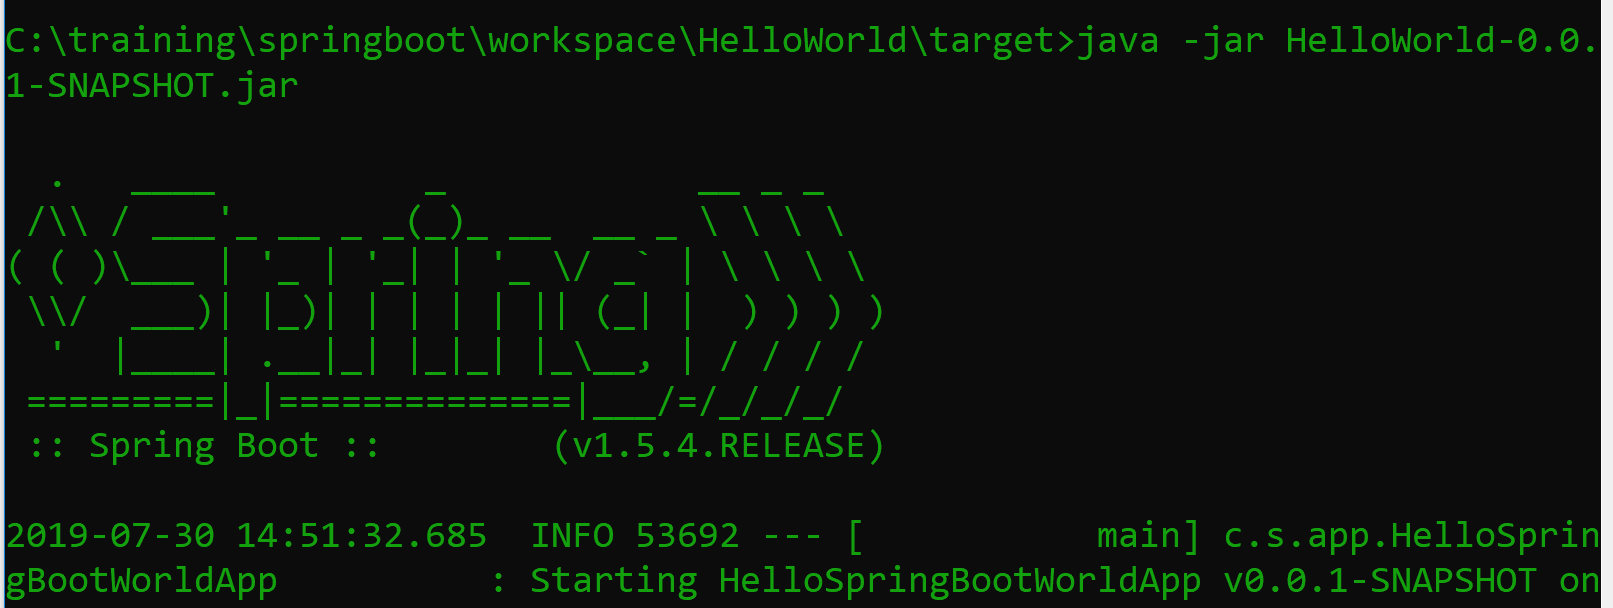 C:\training\springboot\workspace\HelloWorld\target>java -jar HelloWorld-0.0.
1-SNAPSHOT.jar
  .   ____          _            __ _ _
 /\\ / ___'_ __ _ _(_)_ __  __ _ \ \ \ \
( ( )\___ | '_ | '_| | '_ \/ _` | \ \ \ \
 \\/  ___)| |_)| | | | | || (_| |  ) ) ) )
  '  |____| .__|_| |_|_| |_\__, | / / / /
 =========|_|==============|___/=/_/_/_/
 :: Spring Boot ::        (v1.5.4.RELEASE)
2019-07-30 14:51:32.685  INFO 53692 --- [           main] c.s.app.HelloSprin
gBootWorldApp          : Starting HelloSpringBootWorldApp v0.0.1-SNAPSHOT on